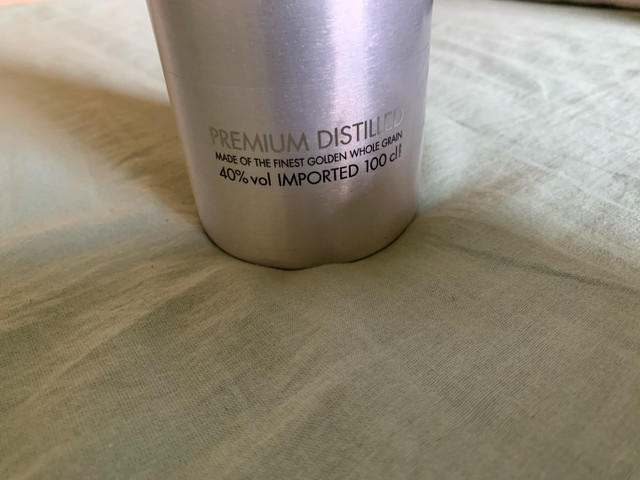 PREMIUM DISTILLED
MADE OF THE FINEST GOLDEN WHOLE GRAIN
40% vol IMPORTED 100 cl